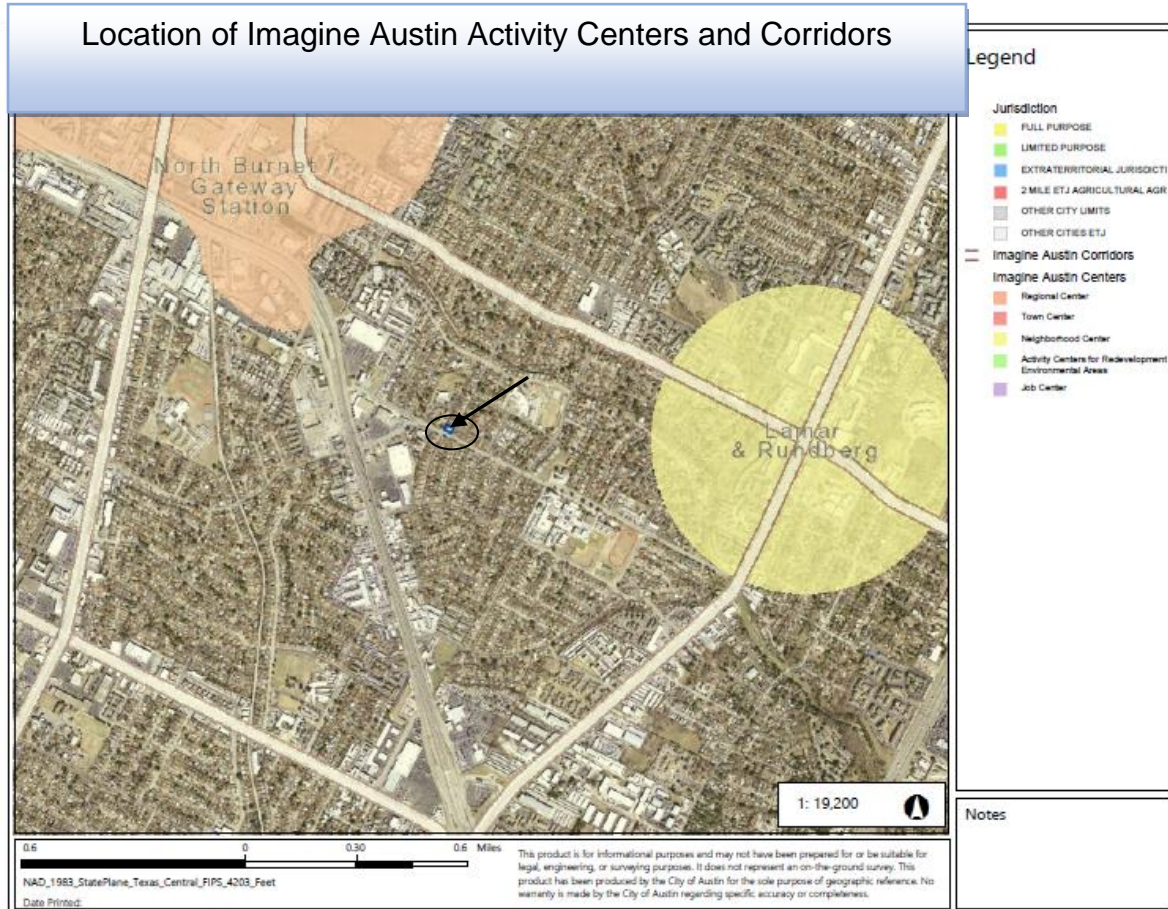 Location of Imagine Austin Activity Centers and Corridors
North Burnet /
Gateway
Station
Lamar
& Rundberg
1: 19,200
Legend
Jurisdiction
FULL PURPOSE
LIMITED PURPOSE
EXTRATERRITORIAL JURISDICTI
2 MILE ETJ AGRICULTURAL AGR
OTHER CITY LIMITS
OTHER CITIES ETJ
Imagine Austin Corridors
Imagine Austin Centers
Regional Center
Town Center
Neighborhood Center
Activity Centers for Redevelopment
Environmental Areas
Job Center
Notes
0.6 0 0.30 0.6 Miles
NAD_1983_StatePlane_Texas_Central_FIPS_4203_Feet
Date Printed:
This product is for informational purposes and may not have been prepared for or be suitable for
legal, engineering, or surveying purposes. It does not represent an on-the-ground survey. This
product has been produced by the City of Austin for the sole purpose of geographic reference. No
warranty is made by the City of Austin regarding specific accuracy or completeness.